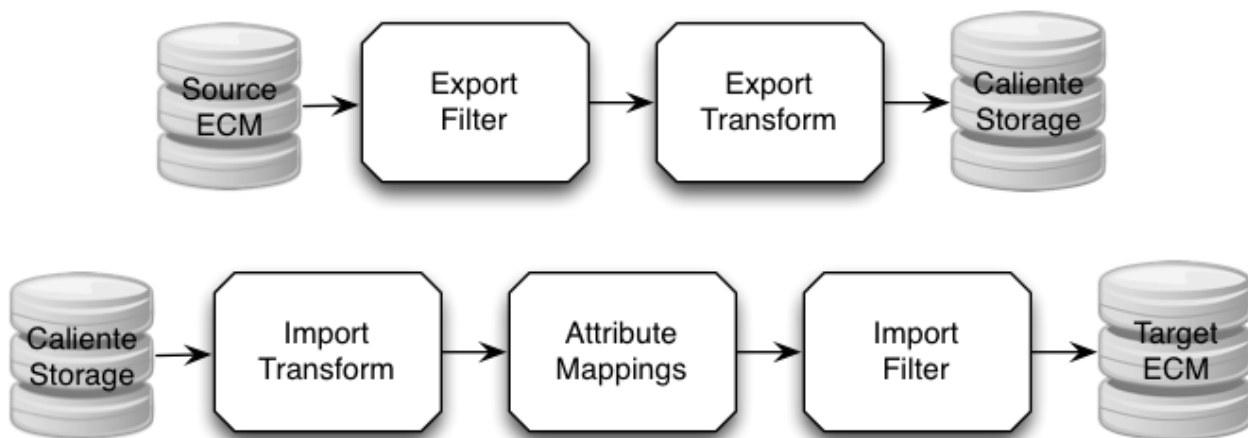 Source
ECM
Export
Filter
Export
Transform
Caliente
Storage
Caliente
Storage
Import
Transform
Attribute
Mappings
Import
Filter
Target
ECM